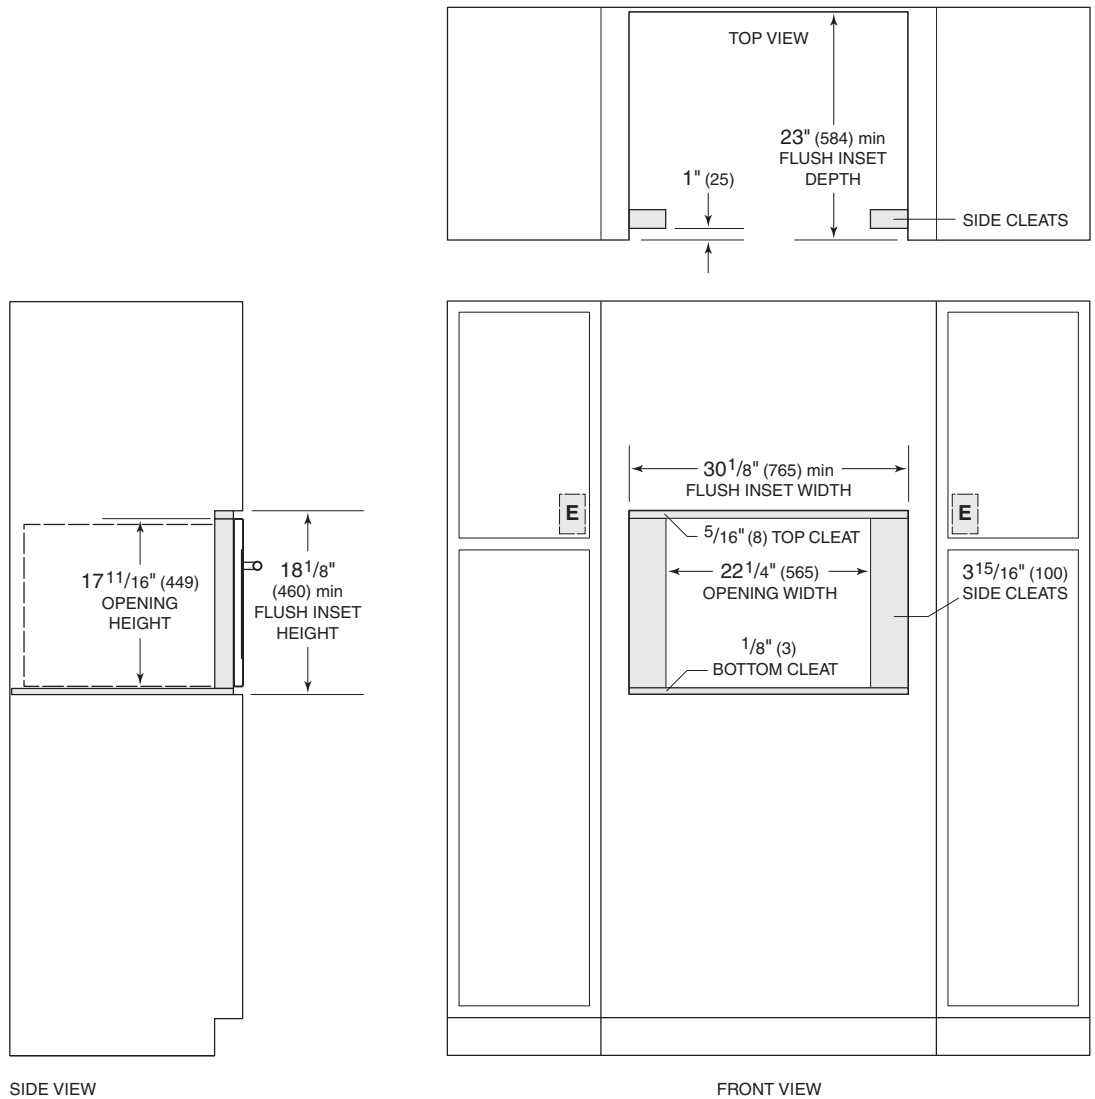 TOP VIEW
23" (584) min
FLUSH INSET
DEPTH
1" (25)
SIDE CLEATS
30 1/8" (765) min
FLUSH INSET WIDTH
E
E
5/16" (8) TOP CLEAT
17 11/16" (449)
OPENING
HEIGHT
18 1/8"
(460) min
FLUSH INSET
HEIGHT
22 1/4" (565)
OPENING WIDTH
3 15/16" (100)
SIDE CLEATS
1/8" (3)
BOTTOM CLEAT
SIDE VIEW
FRONT VIEW